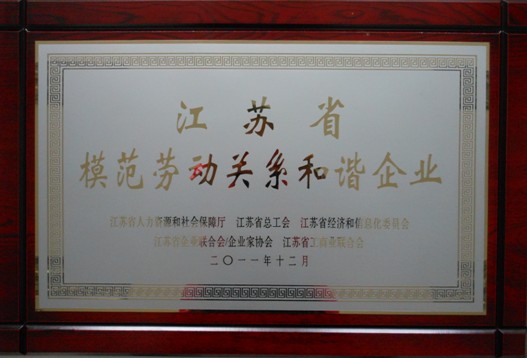 江苏省
模范劳动关系和谐企业
江苏省人力资源和社会保障厅 江苏省总工会 江苏省经济和信息化委员会
江苏省企业联合会/企业家协会 江苏省工商业联合会
二〇一一年十二月